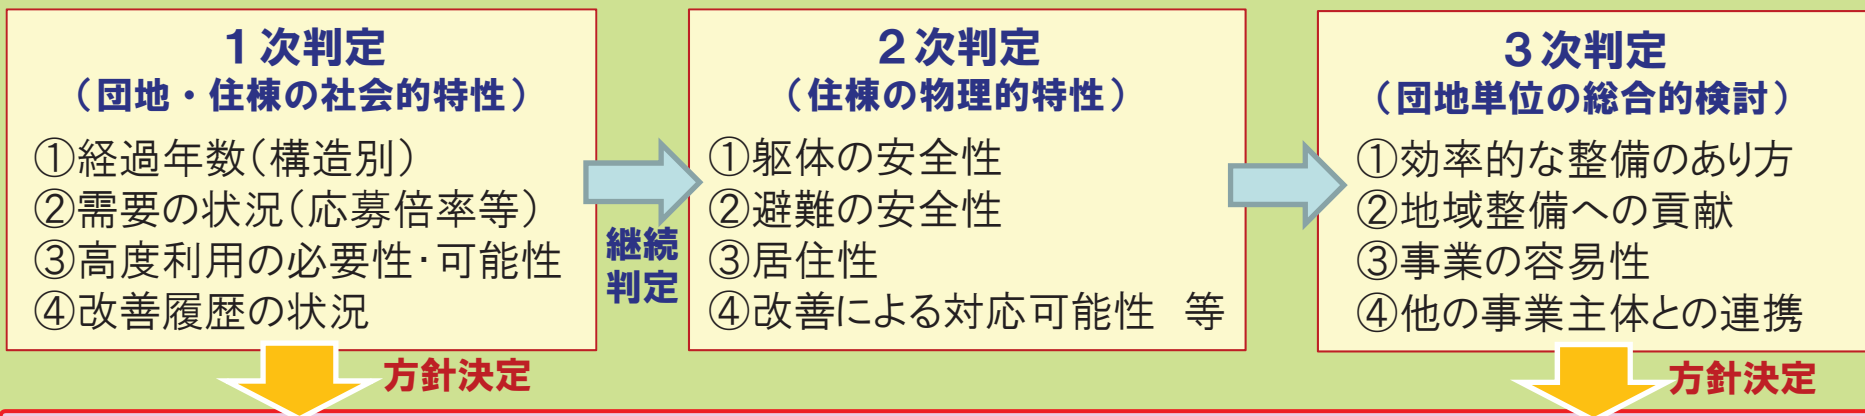 1次判定
（団地・住棟の社会的特性）
①経過年数（構造別）
②需要の状況（応募倍率等）
③高度利用の必要性・可能性
④改善履歴の状況
継続
判定
2次判定
（住棟の物理的特性）
①躯体の安全性
②避難の安全性
③居住性
④改善による対応可能性　等
3次判定
（団地単位の総合的検討）
①効率的な整備のあり方
②地域整備への貢献
③事業の容易性
④他の事業主体との連携
方針決定
方針決定